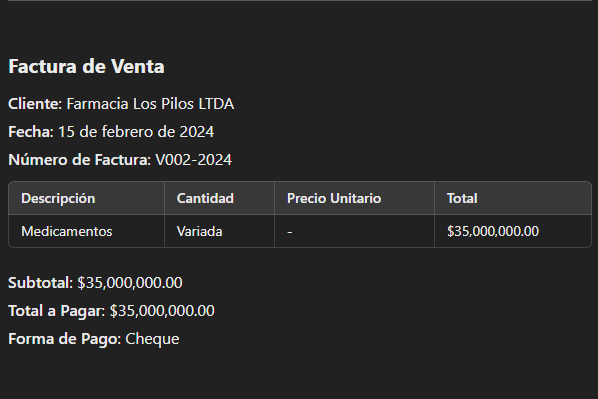 Factura de Venta
Cliente: Farmacia Los Pilos LTDA
Fecha: 15 de febrero de 2024
Número de Factura: V002-2024
Descripción Cantidad Precio Unitario Total
Medicamentos Variada - $35,000,000.00
Subtotal: $35,000,000.00
Total a Pagar: $35,000,000.00
Forma de Pago: Cheque